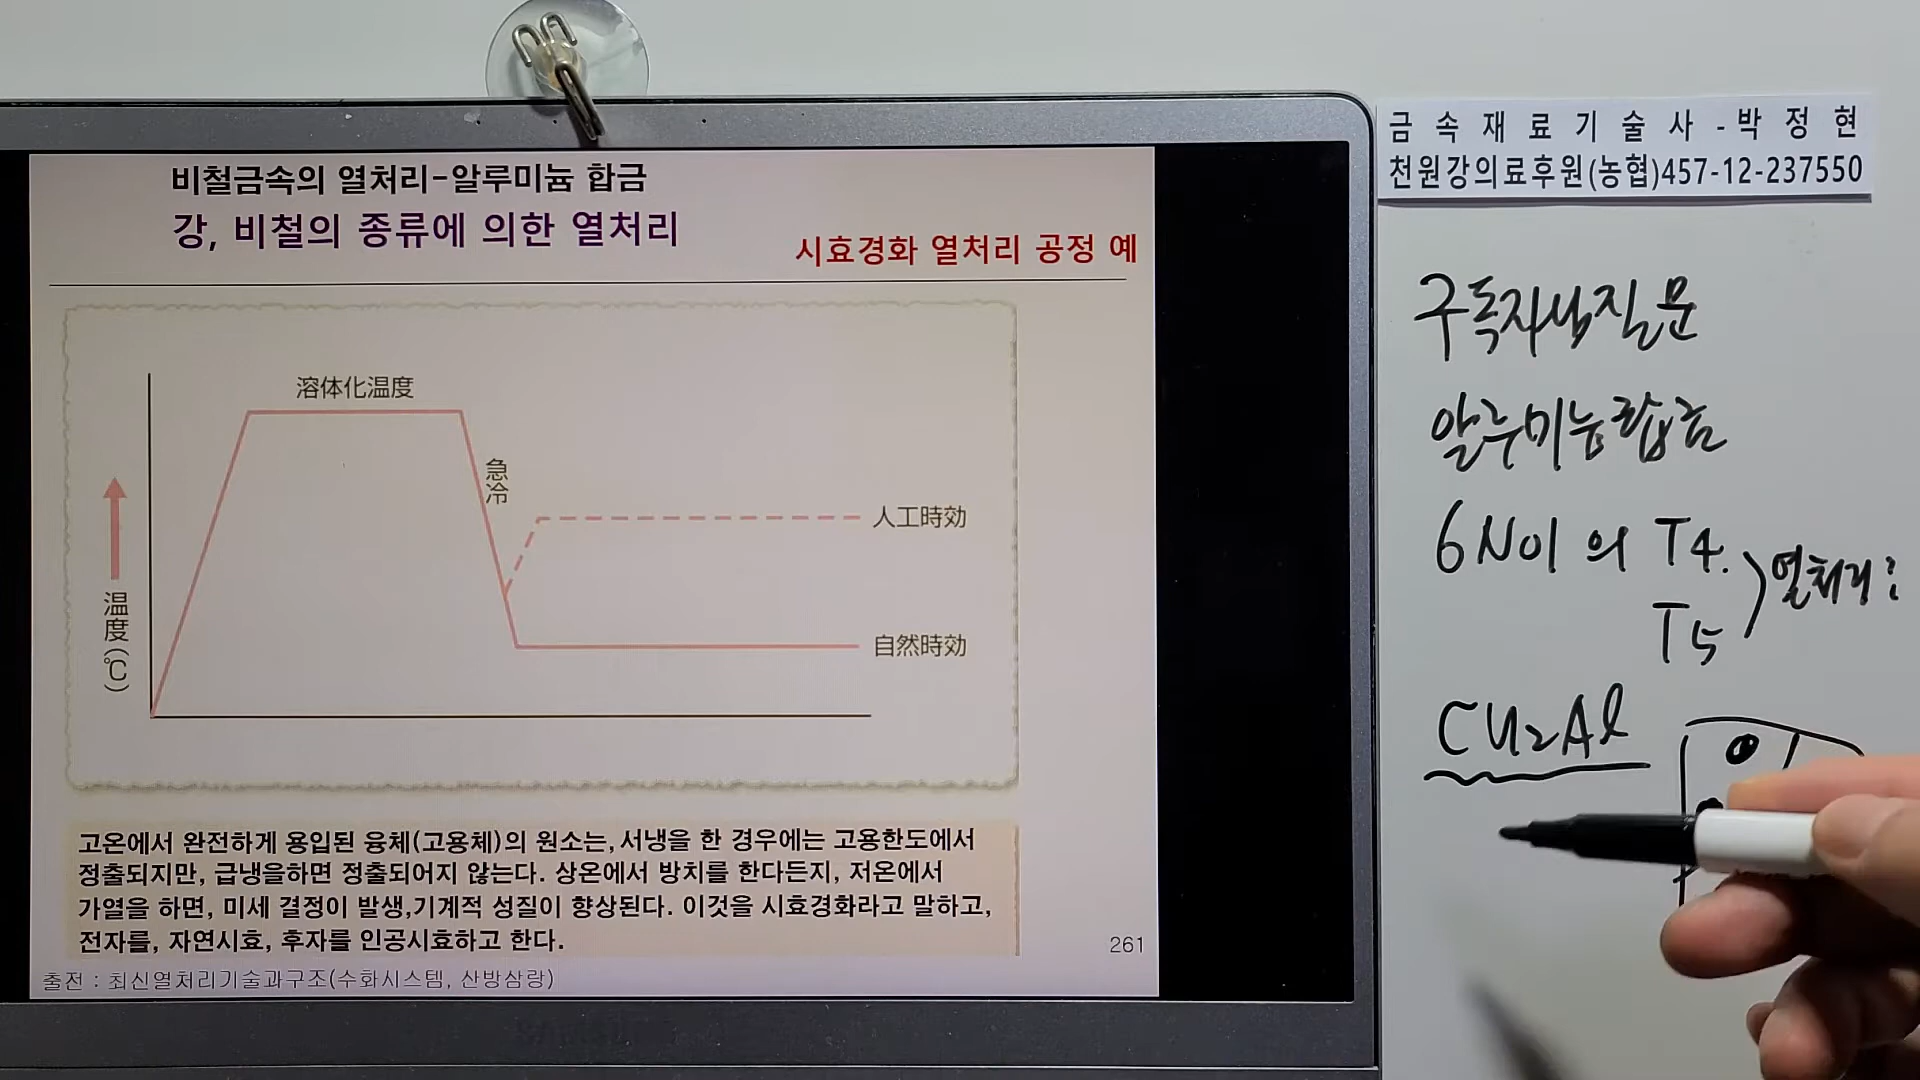 비철금속의 열처리-알루미늄 합금
강, 비철의 종류에 의한 열처리
시효경화 열처리 공정 예
溶体化温度
急冷
人工時効
自然時効
温度(℃)
고온에서 완전하게 용입된 융체(고용체)의 원소는, 서냉을 한 경우에는 고용한도에서
정출되지만, 급냉을하면 정출되어지 않는다. 상온에서 방치를 한다든지, 저온에서
가열을 하면, 미세 결정이 발생,기계적 성질이 향상된다. 이것을 시효경화라고 말하고,
전자를, 자연시효, 후자를 인공시효하고 한다.
261
출전 : 최신열처리기술과구조(수화시스템, 산방삼랑)
금속재료기술사-박정현
천원강의료후원(농협)457-12-237550
구독자님질문
알루미늄합금
6N01 의 T4.
T5
열처리?
CU2Al